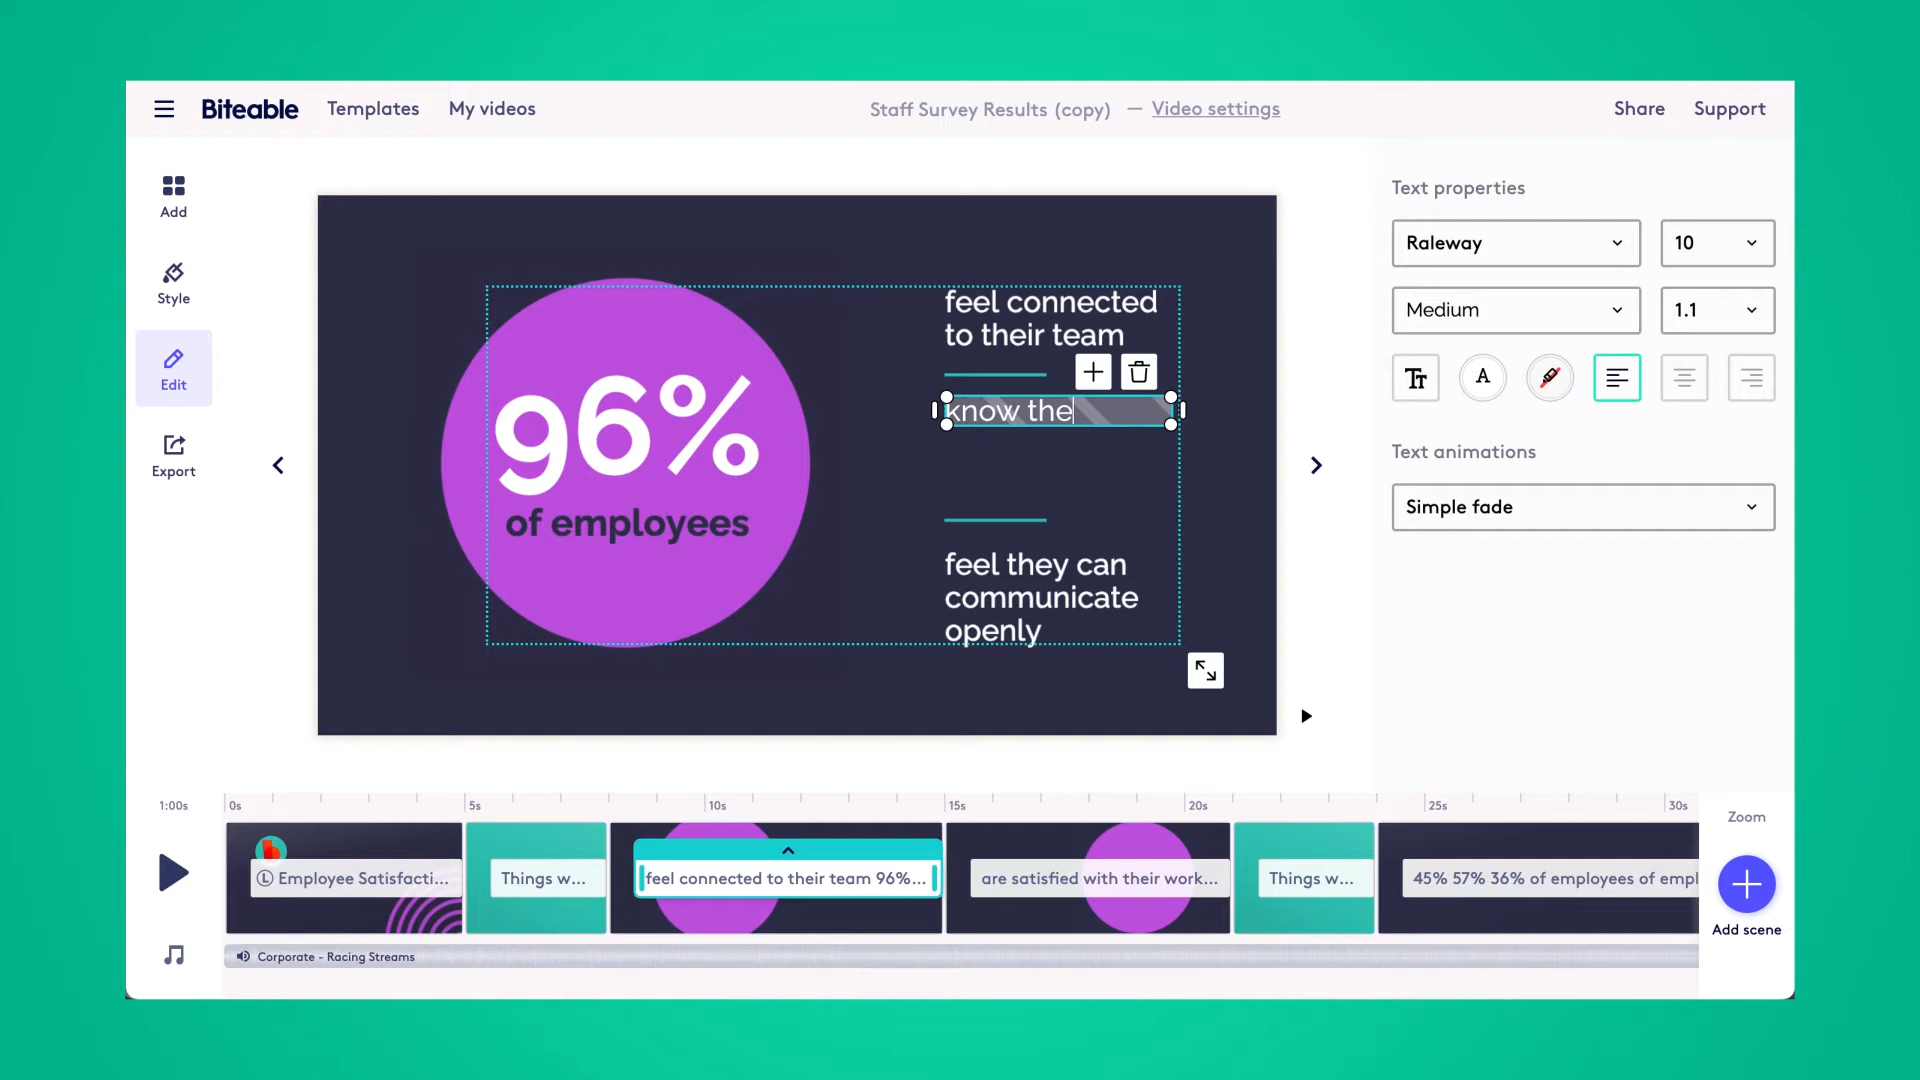 Biteable
Templates
My videos
Staff Survey Results (copy) — Video settings
Share
Support
Add
Style
Edit
Export
96%
of employees
feel connected
to their team
know the
feel they can
communicate
openly
Text properties
Raleway
10
Medium
1.1
Tt
A
Text animations
Simple fade
1:00s
0s
5s
10s
15s
20s
25s
30s
Zoom
L Employee Satisfacti...
Things w...
feel connected to their team 96%...
are satisfied with their work...
Things w...
45% 57% 36% of employees of empl
Add scene
Corporate - Racing Streams